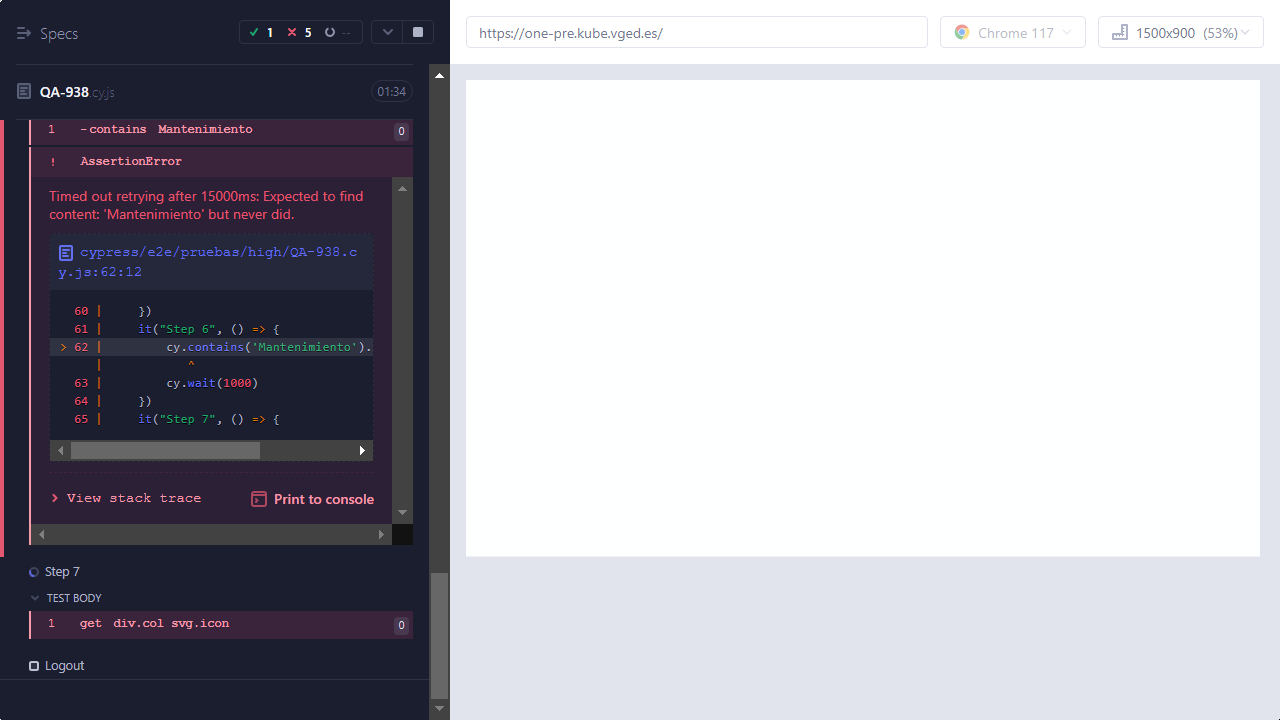 Specs
1 5 --
https://one-pre.kube.vged.es/
Chrome 117
1500x900 (53%)
QA-938.cy.js
01:34
1 -contains Mantenimiento 0
! AssertionError
Timed out retrying after 15000ms: Expected to find
content: 'Mantenimiento' but never did.
cypress/e2e/pruebas/high/QA-938.c
y.js:62:12
60 | })
61 | it("Step 6", () => {
> 62 | cy.contains('Mantenimiento').
| ^
63 | cy.wait(1000)
64 | })
65 | it("Step 7", () => {
> View stack trace
Print to console
Step 7
TEST BODY
1 get div.col svg.icon 0
Logout